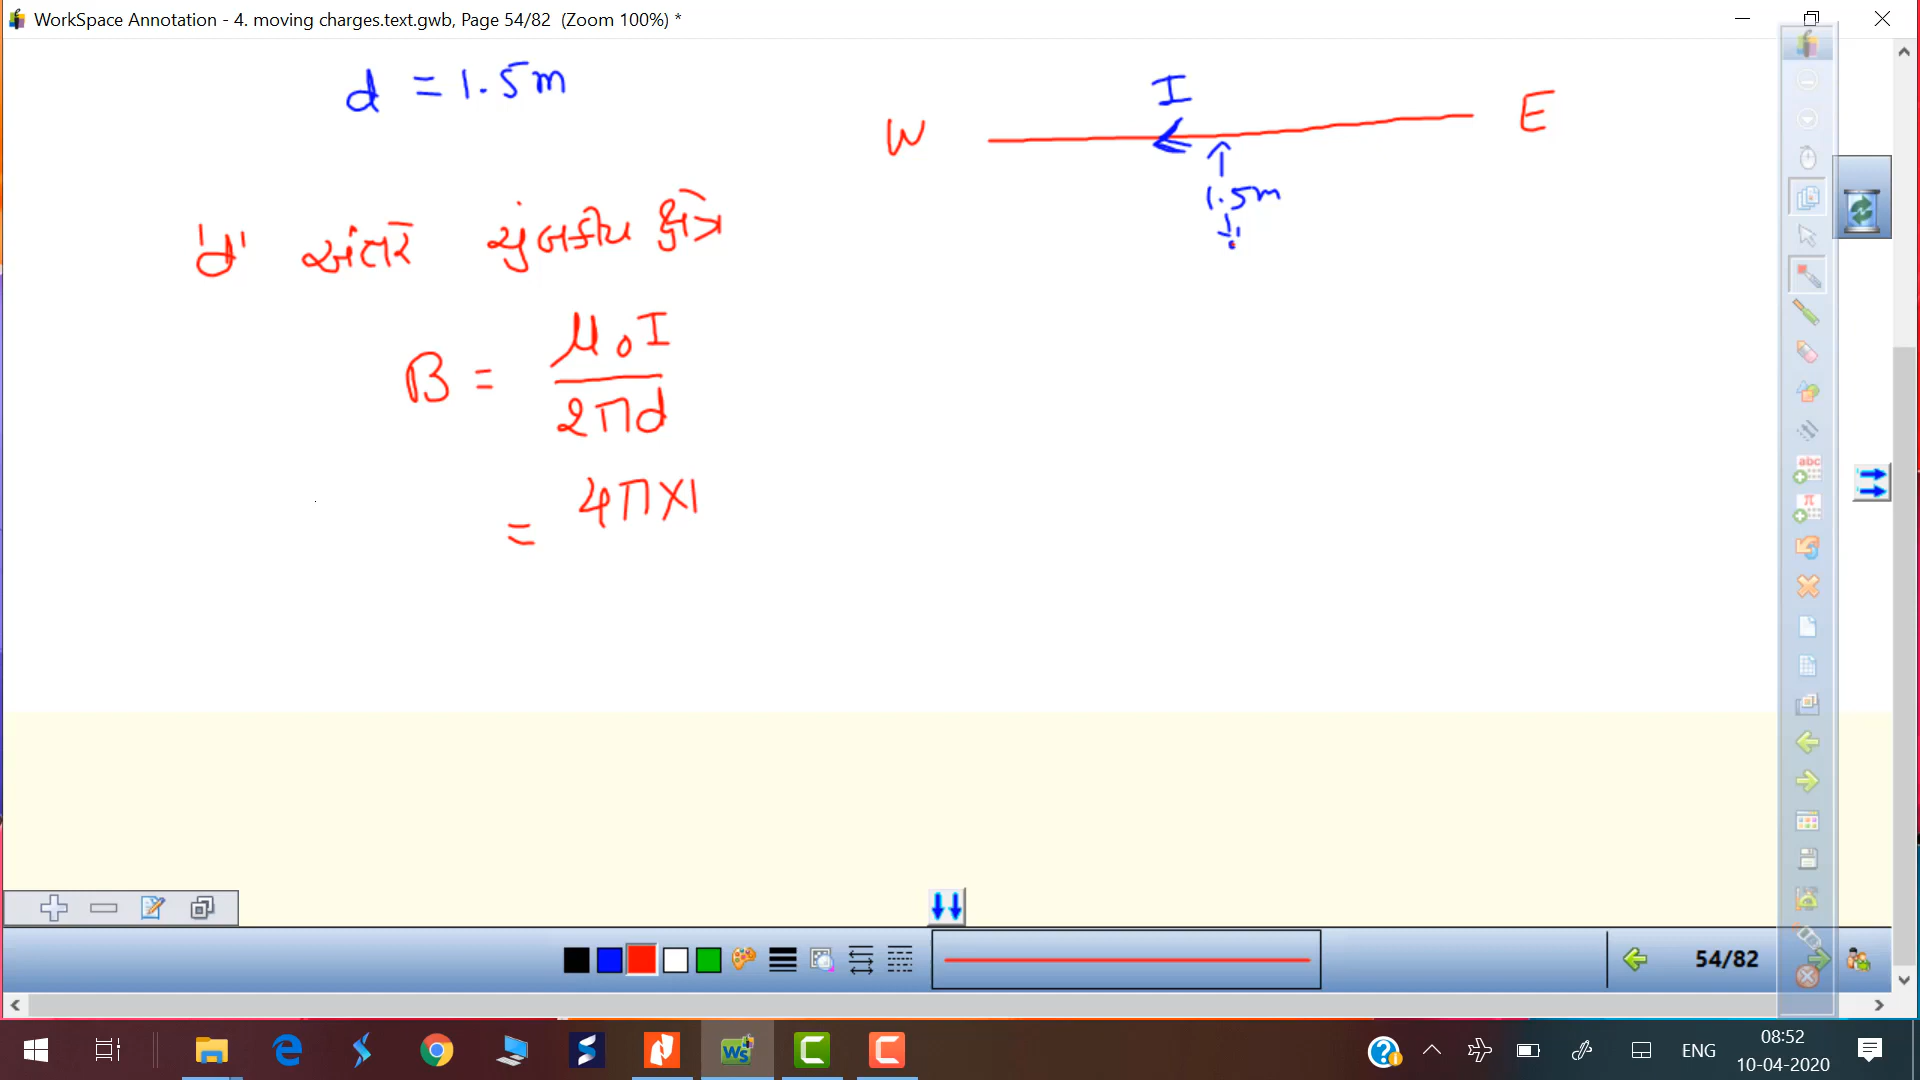 WorkSpace Annotation - 4. moving charges.text.gwb, Page 54/82 (Zoom 100%) *
d = 1.5m
I
W E
1.5m
'd' અંતરે ચુંબકીય ક્ષેત્ર
B = μ₀I / 2πd
= 4π×1
abc
π
54/82
ENG
08:52
10-04-2020